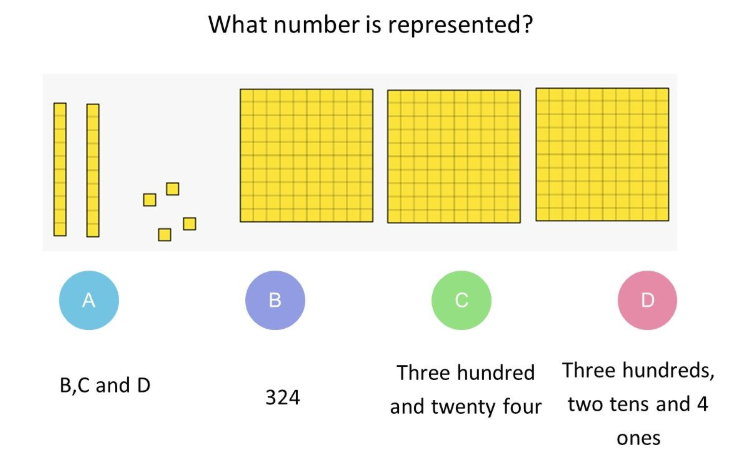 What number is represented?
A
B
C
D
B,C and D
324
Three hundred
and twenty four
Three hundreds,
two tens and 4
ones